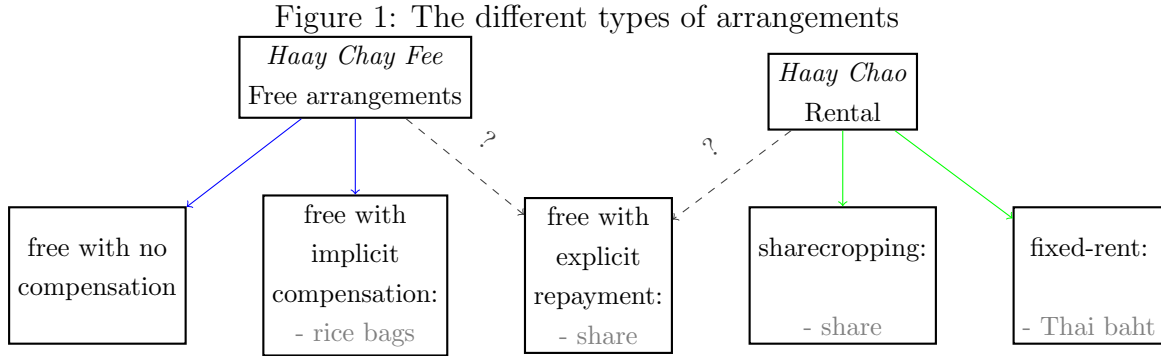 Figure 1: The different types of arrangements
Haay Chay Fee
Free arrangements
Haay Chao
Rental
?
?
free with no
compensation
free with
implicit
compensation:
- rice bags
free with
explicit
repayment:
- share
sharecropping:
- share
fixed-rent:
- Thai baht